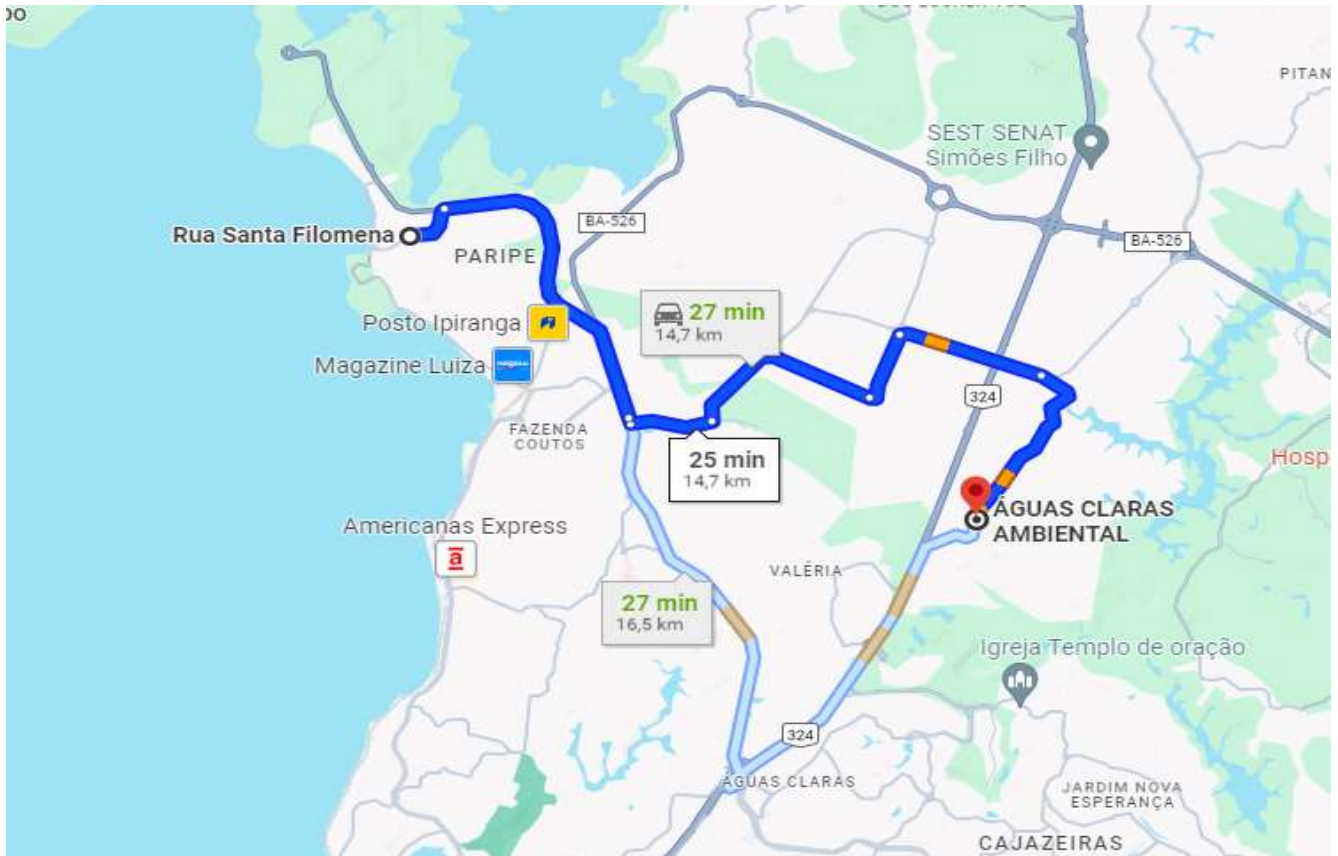 SEST SENAT
Simões Filho
PITAN
BA-526
BA-526
Rua Santa Filomena
PARIPE
27 min
14,7 km
Posto Ipiranga
Magazine Luiza
324
FAZENDA
COUTOS
25 min
14,7 km
Hosp
ÁGUAS CLARAS
AMBIENTAL
Americanas Express
a
VALÉRIA
27 min
16,5 km
Igreja Templo de oração
324
ÁGUAS CLARAS
JARDIM NOVA
ESPERANÇA
CAJAZEIRAS